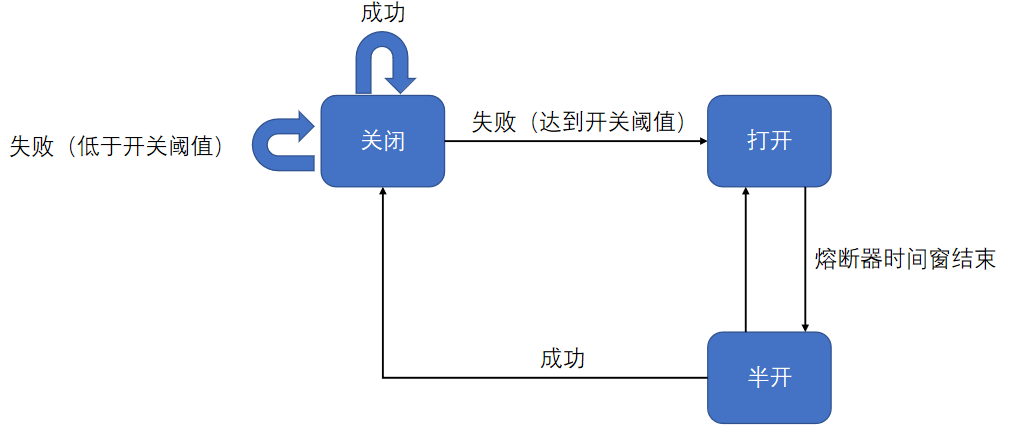 成功
失败（低于开关阈值）
关闭
失败（达到开关阈值）
打开
熔断器时间窗结束
成功
半开